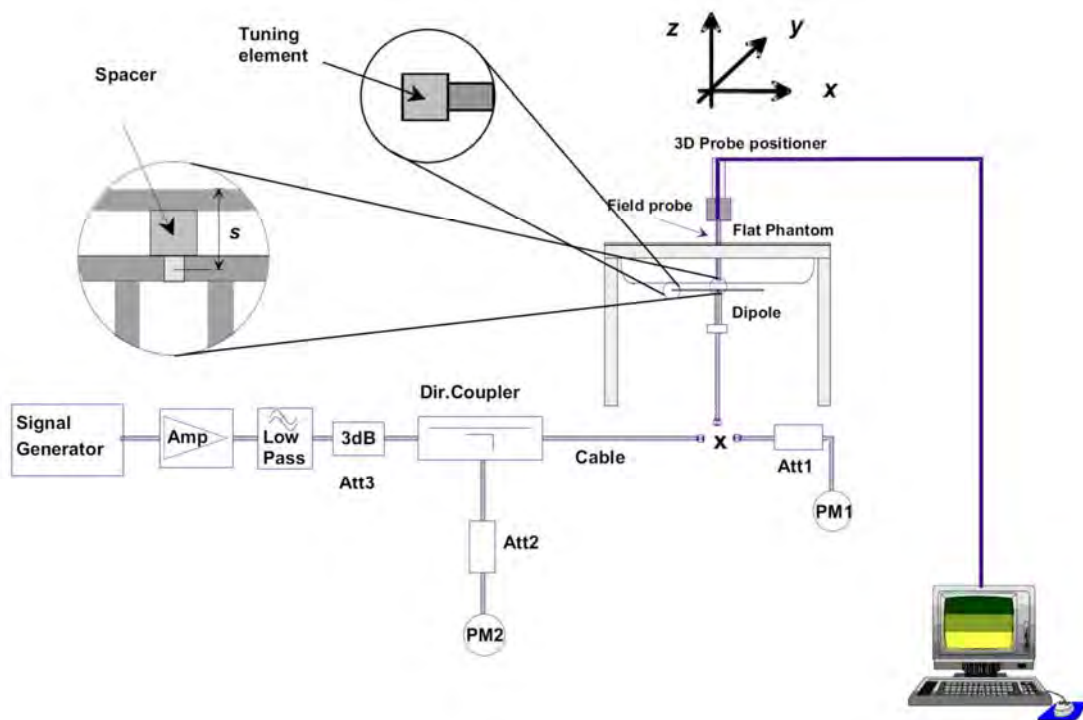 Tuning
element
Spacer
s
z
y
x
3D Probe positioner
Field probe
Flat Phantom
Dipole
Dir.Coupler
Signal
Generator
Amp
Low
Pass
3dB
Att3
Cable
x
Att1
PM1
Att2
PM2